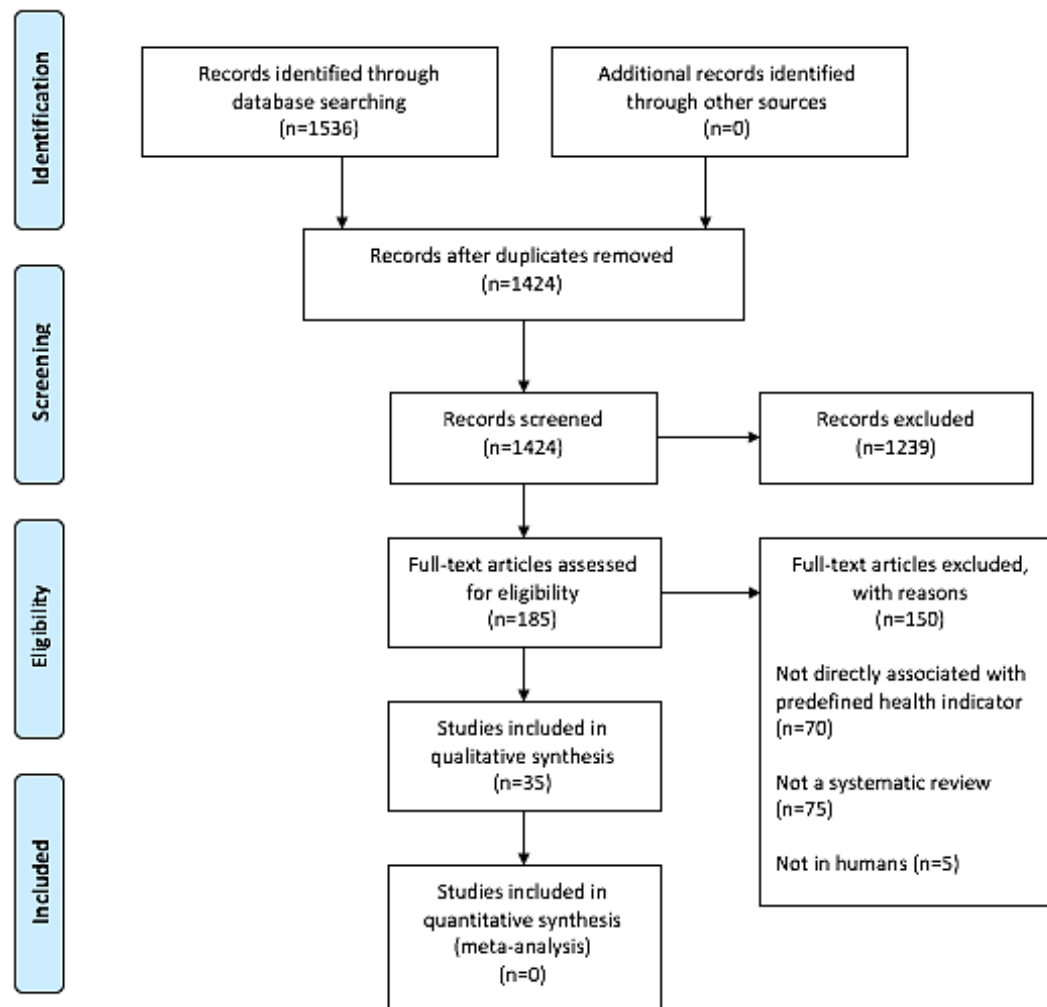 Identification
Records identified through
database searching
(n=1536)
Additional records identified
through other sources
(n=0)
Records after duplicates removed
(n=1424)
Screening
Records screened
(n=1424)
Records excluded
(n=1239)
Eligibility
Full-text articles assessed
for eligibility
(n=185)
Full-text articles excluded,
with reasons
(n=150)
Not directly associated with
predefined health indicator
(n=70)
Not a systematic review
(n=75)
Not in humans (n=5)
Studies included in
qualitative synthesis
(n=35)
Included
Studies included in
quantitative synthesis
(meta-analysis)
(n=0)